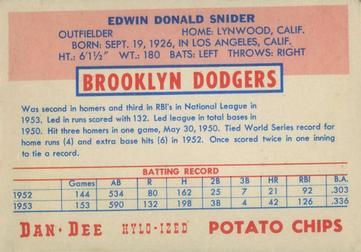 EDWIN DONALD SNIDER
OUTFIELDER HOME: LYNWOOD, CALIF.
BORN: SEPT. 19, 1926, IN LOS ANGELES, CALIF.
HT.: 6'1½" WT.: 180 BATS: LEFT THROWS: RIGHT
BROOKLYN DODGERS
Was second in homers and third in RBI's in National League in
1953. Led in runs scored with 132. Led league in total bases in
1950. Hit three homers in one game, May 30, 1950. Tied World Series record for
home runs (4) and extra base hits (6) in 1952. Once scored twice in one inning
to tie a record.
BATTING RECORD
Games AB R H 2B 3B HR RBI B.A.
1952 144 534 80 162 25 7 21 92 .303
1953 153 590 132 198 38 4 42 126 .336
DAN·DEE HYLO-IZED POTATO CHIPS